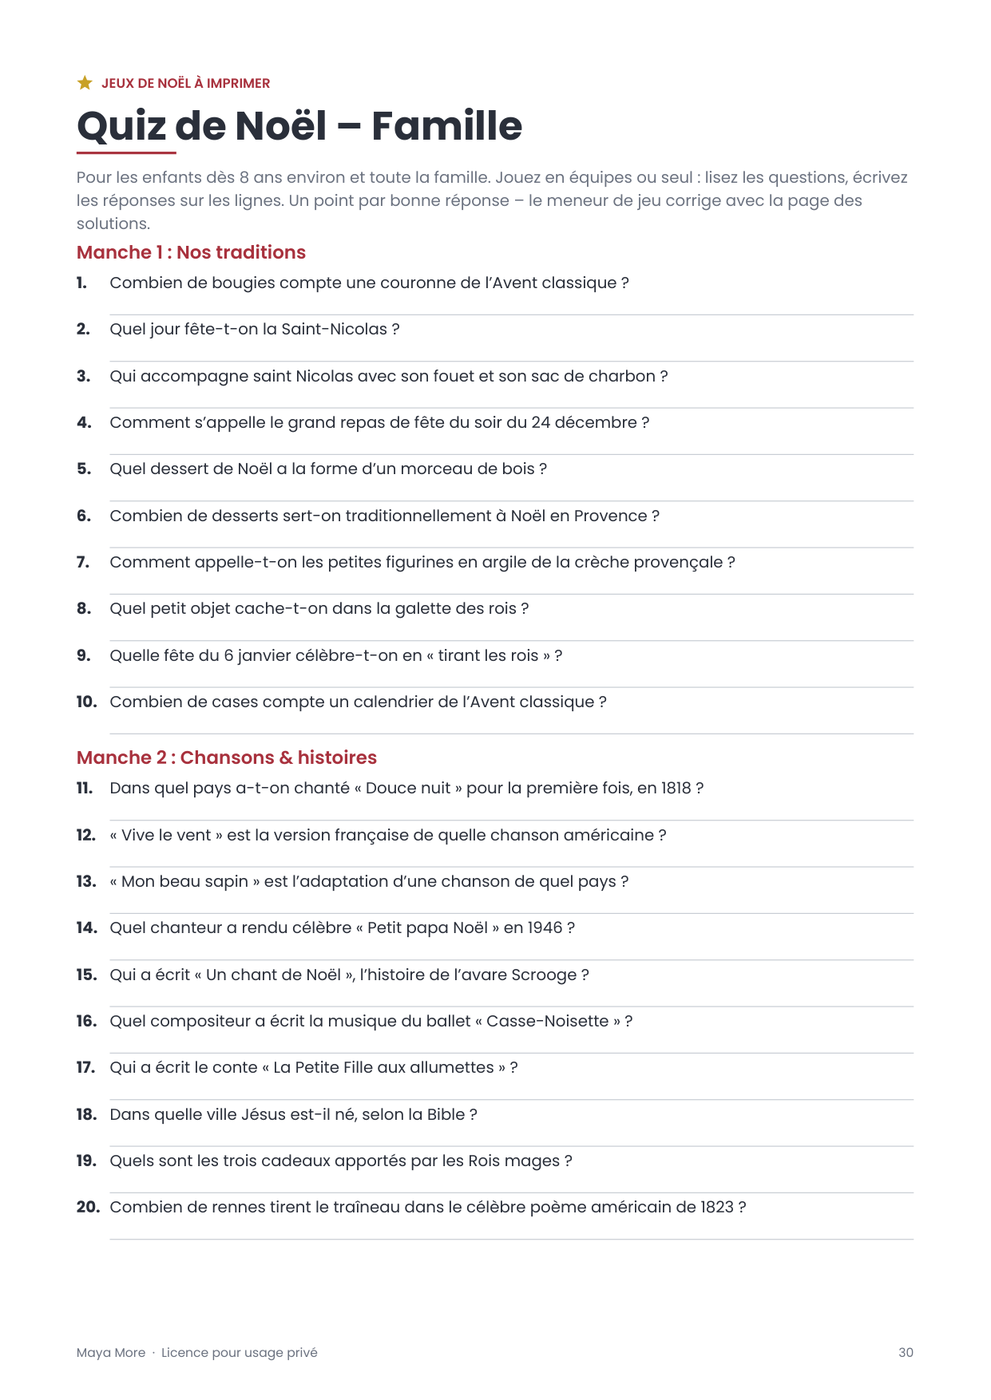 JEUX DE NOËL À IMPRIMER
Quiz de Noël – Famille
Pour les enfants dès 8 ans environ et toute la famille. Jouez en équipes ou seul : lisez les questions, écrivez
les réponses sur les lignes. Un point par bonne réponse – le meneur de jeu corrige avec la page des
solutions.
Manche 1 : Nos traditions
1. Combien de bougies compte une couronne de l’Avent classique ?
2. Quel jour fête-t-on la Saint-Nicolas ?
3. Qui accompagne saint Nicolas avec son fouet et son sac de charbon ?
4. Comment s’appelle le grand repas de fête du soir du 24 décembre ?
5. Quel dessert de Noël a la forme d’un morceau de bois ?
6. Combien de desserts sert-on traditionnellement à Noël en Provence ?
7. Comment appelle-t-on les petites figurines en argile de la crèche provençale ?
8. Quel petit objet cache-t-on dans la galette des rois ?
9. Quelle fête du 6 janvier célèbre-t-on en « tirant les rois » ?
10. Combien de cases compte un calendrier de l’Avent classique ?
Manche 2 : Chansons & histoires
11. Dans quel pays a-t-on chanté « Douce nuit » pour la première fois, en 1818 ?
12. « Vive le vent » est la version française de quelle chanson américaine ?
13. « Mon beau sapin » est l’adaptation d’une chanson de quel pays ?
14. Quel chanteur a rendu célèbre « Petit papa Noël » en 1946 ?
15. Qui a écrit « Un chant de Noël », l’histoire de l’avare Scrooge ?
16. Quel compositeur a écrit la musique du ballet « Casse-Noisette » ?
17. Qui a écrit le conte « La Petite Fille aux allumettes » ?
18. Dans quelle ville Jésus est-il né, selon la Bible ?
19. Quels sont les trois cadeaux apportés par les Rois mages ?
20. Combien de rennes tirent le traîneau dans le célèbre poème américain de 1823 ?
Maya More · Licence pour usage privé 30